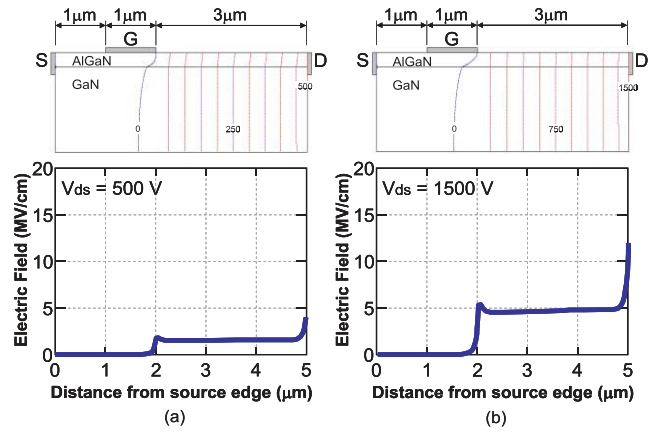 1μm 1μm 3μm
G
S AlGaN D
GaN
500
0 250
20
15
10
5
0
Electric Field (MV/cm)
Vds = 500 V
0 1 2 3 4 5
Distance from source edge (μm)
(a)
1μm 1μm 3μm
G
S AlGaN D
GaN
1500
0 750
20
15
10
5
0
Electric Field (MV/cm)
Vds = 1500 V
0 1 2 3 4 5
Distance from source edge (μm)
(b)